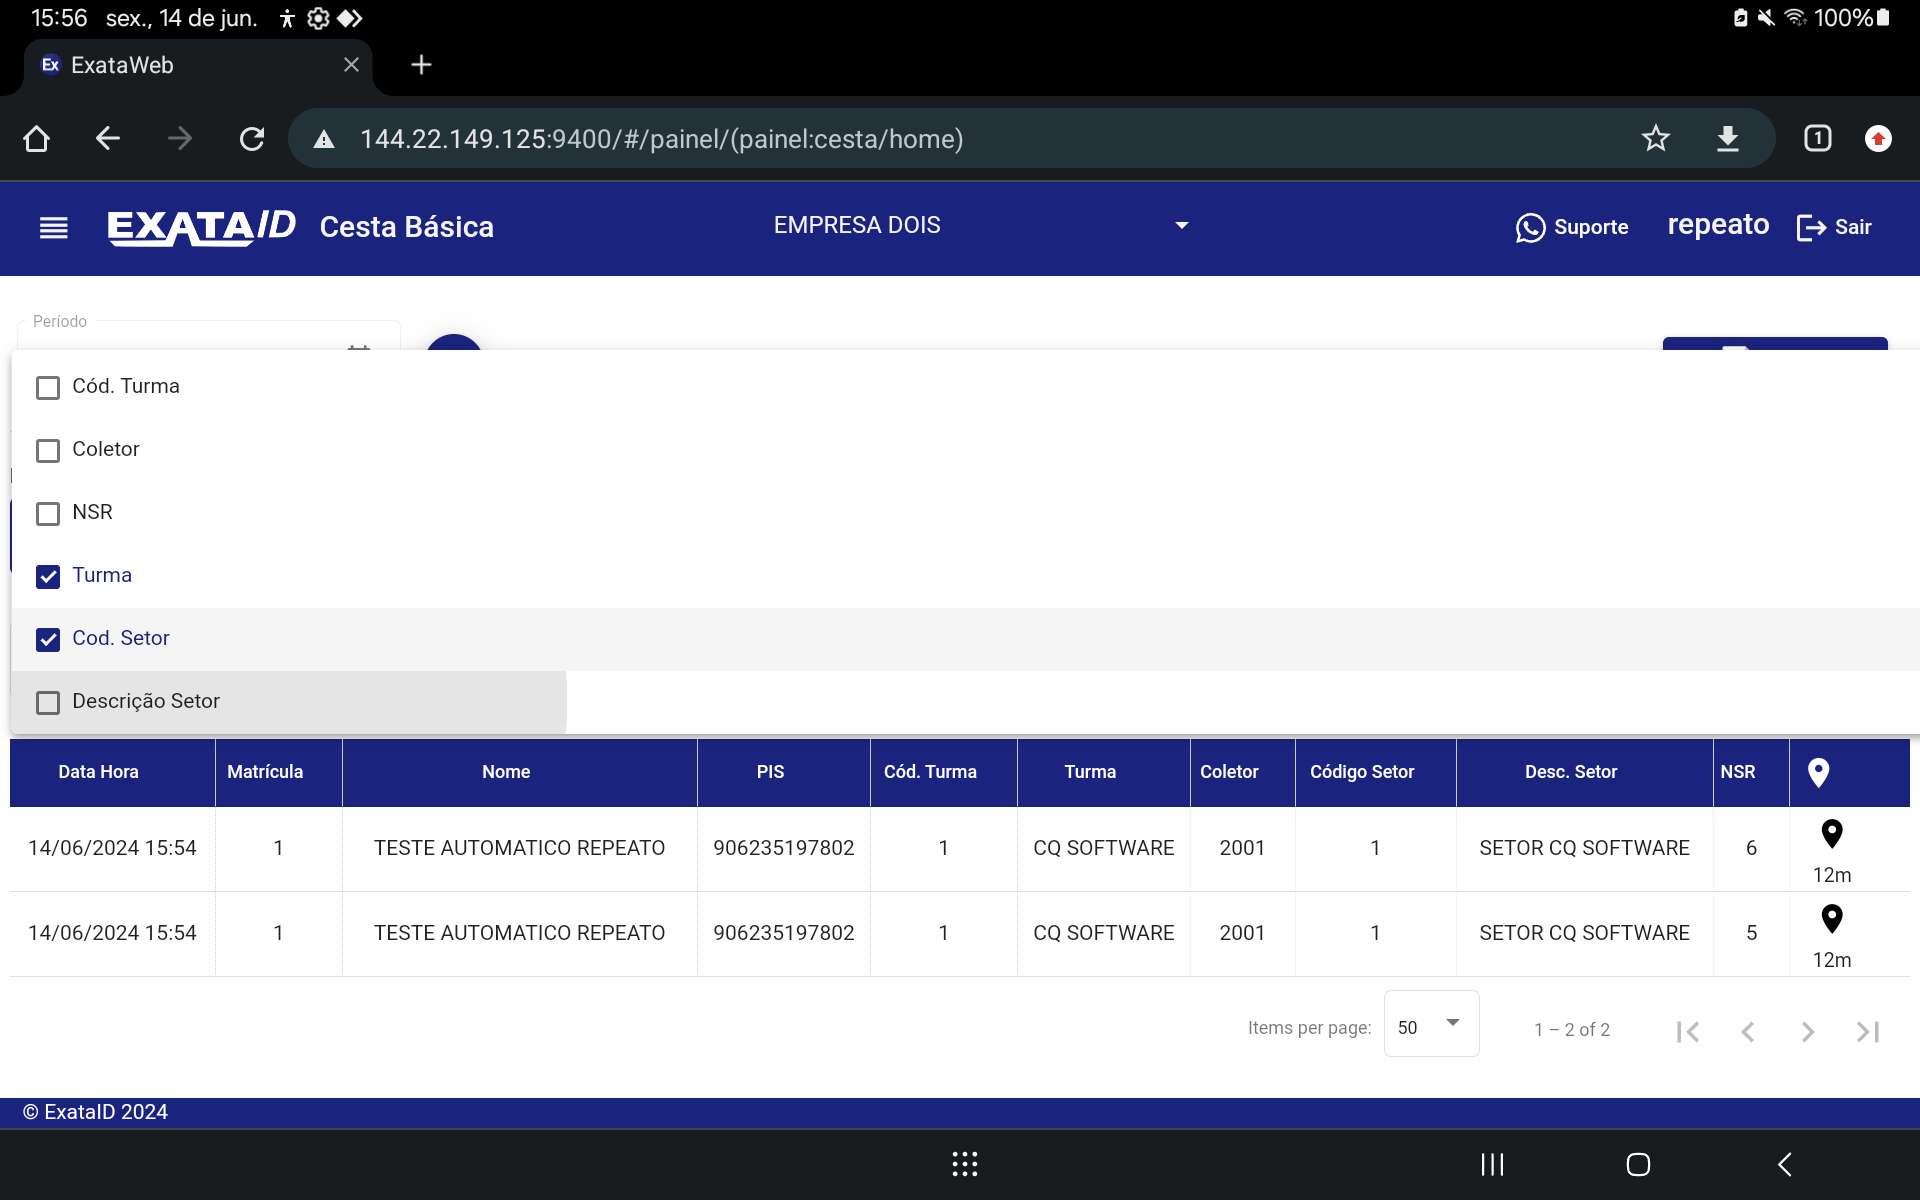 15:56 sex., 14 de jun. 100%
Ex ExataWeb
144.22.149.125:9400/#/painel/(painel:cesta/home) 1
EXATAID Cesta Básica EMPRESA DOIS Suporte repeato Sair
Período
Cód. Turma
Coletor
NSR
Turma
Cod. Setor
Descrição Setor
Data Hora Matrícula Nome PIS Cód. Turma Turma Coletor Código Setor Desc. Setor NSR
14/06/2024 15:54 1 TESTE AUTOMATICO REPEATO 906235197802 1 CQ SOFTWARE 2001 1 SETOR CQ SOFTWARE 6 12m
14/06/2024 15:54 1 TESTE AUTOMATICO REPEATO 906235197802 1 CQ SOFTWARE 2001 1 SETOR CQ SOFTWARE 5 12m
Items per page: 50 1 – 2 of 2
© ExataID 2024